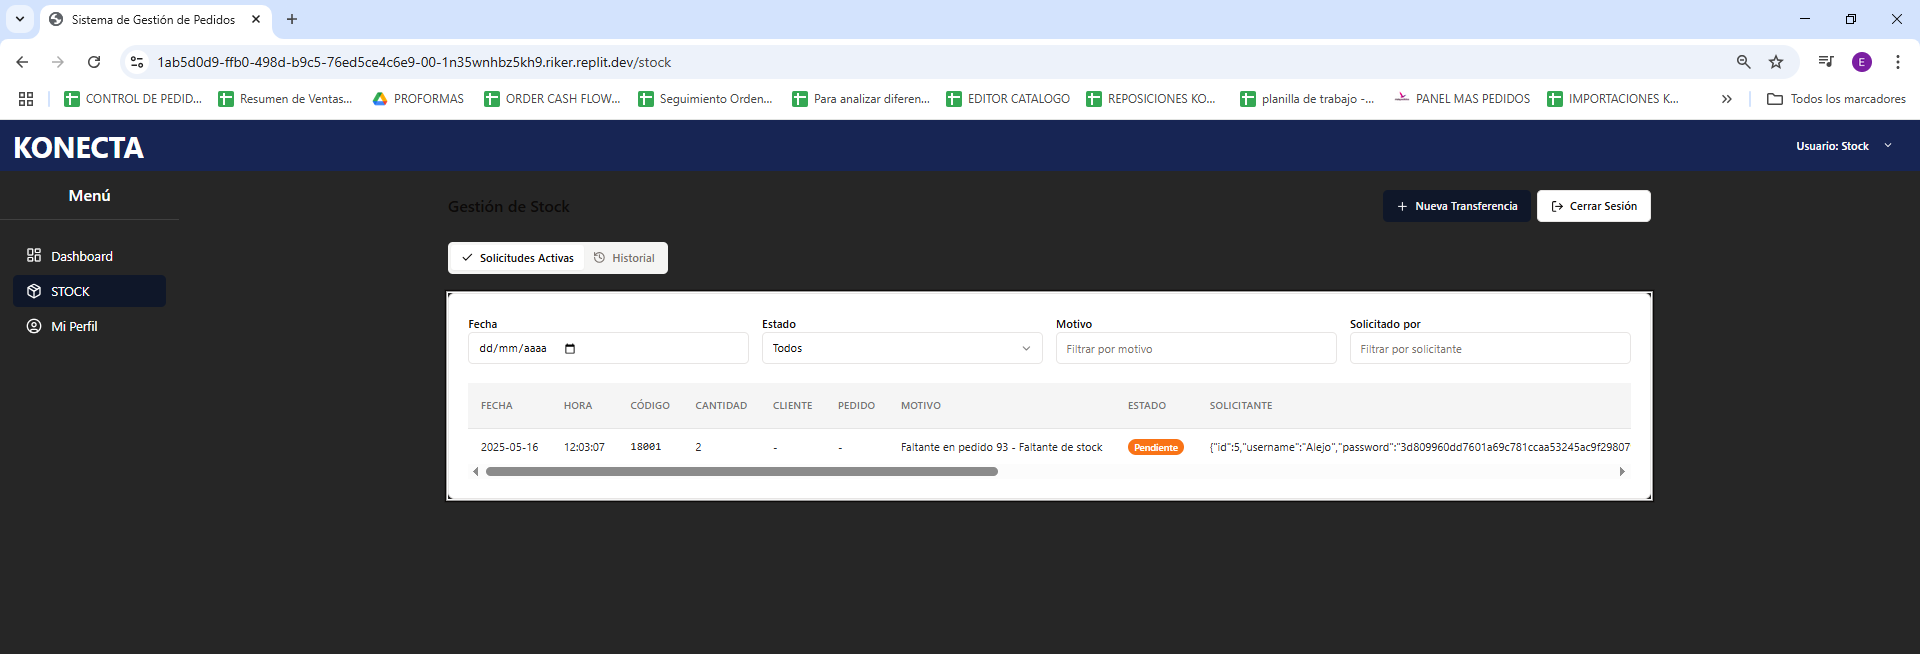 Sistema de Gestión de Pedidos
1ab5d0d9-ffb0-498d-b9c5-76ed5ce4c6e9-00-1n35wnhbz5kh9.riker.replit.dev/stock
E
CONTROL DE PEDID... Resumen de Ventas... PROFORMAS ORDER CASH FLOW... Seguimiento Orden... Para analizar diferen... EDITOR CATALOGO REPOSICIONES KO... planilla de trabajo -... PANEL MAS PEDIDOS IMPORTACIONES K... Todos los marcadores
KONECTA
Usuario: Stock
Menú
Dashboard
STOCK
Mi Perfil
Gestión de Stock
Nueva Transferencia
Cerrar Sesión
Solicitudes Activas
Historial
Fecha Estado Motivo Solicitado por
dd/mm/aaaa Todos Filtrar por motivo Filtrar por solicitante
FECHA HORA CÓDIGO CANTIDAD CLIENTE PEDIDO MOTIVO ESTADO SOLICITANTE
2025-05-16 12:03:07 18001 2 - - Faltante en pedido 93 - Faltante de stock Pendiente {"id":5,"username":"Alejo","password":"3d809960dd7601a69c781ccaa53245ac9f29807